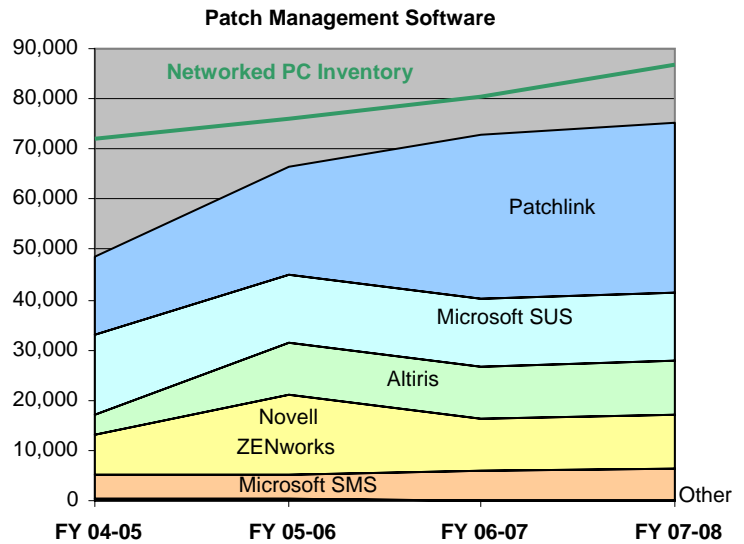 Patch Management Software
90,000
80,000
70,000
60,000
50,000
40,000
30,000
20,000
10,000
0
Networked PC Inventory
Patchlink
Microsoft SUS
Altiris
Novell
ZENworks
Microsoft SMS
Other
FY 04-05 FY 05-06 FY 06-07 FY 07-08